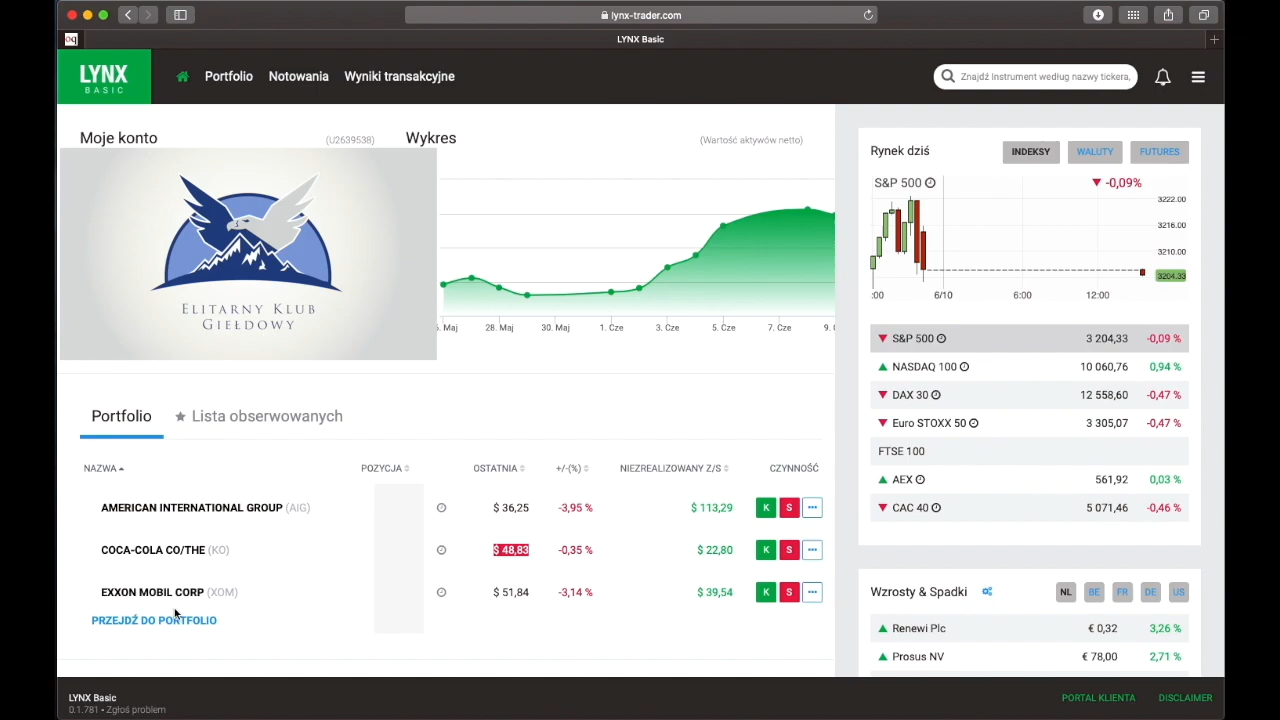 lynx-trader.com
oq
LYNX Basic
LYNX
BASIC
Portfolio
Notowania
Wyniki transakcyjne
Znajdź Instrument według nazwy tickera,
Moje konto
(U2639538)
Wykres
(Wartość aktywów netto)
ELITARNY KLUB
GIEŁDOWY
. Maj 28. Maj 30. Maj 1. Cze 3. Cze 5. Cze 7. Cze 9.
Rynek dziś
INDEKSY
WALUTY
FUTURES
S&P 500
-0,09%
3222.00
3216.00
3210.00
3204.33
:00 6/10 6:00 12:00
S&P 500 3 204,33 -0,09 %
NASDAQ 100 10 060,76 0,94 %
DAX 30 12 558,60 -0,47 %
Euro STOXX 50 3 305,07 -0,47 %
FTSE 100
AEX 561,92 0,03 %
CAC 40 5 071,46 -0,46 %
Portfolio
Lista obserwowanych
NAZWA POZYCJA OSTATNIA +/-(%) NIEZREALIZOWANY Z/S CZYNNOŚĆ
AMERICAN INTERNATIONAL GROUP (AIG) $ 36,25 -3,95 % $ 113,29 K S ···
COCA-COLA CO/THE (KO) $ 48,83 -0,35 % $ 22,80 K S ···
EXXON MOBIL CORP (XOM) $ 51,84 -3,14 % $ 39,54 K S ···
PRZEJDŹ DO PORTFOLIO
Wzrosty & Spadki
NL BE FR DE US
Renewi Plc € 0,32 3,26 %
Prosus NV € 78,00 2,71 %
LYNX Basic
0.1.781 • Zgłoś problem
PORTAL KLIENTA
DISCLAIMER